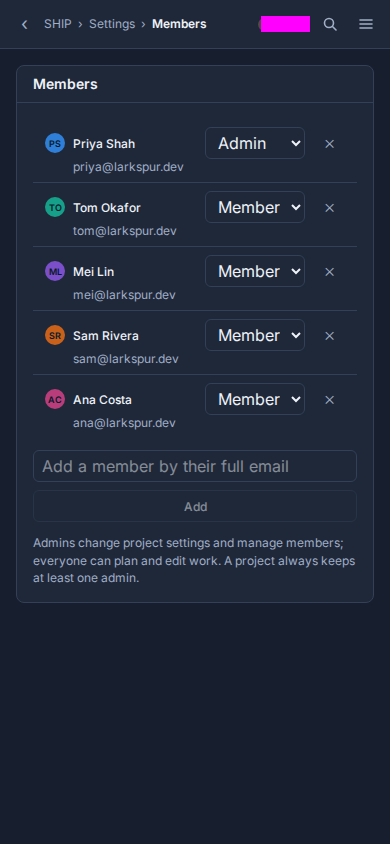 SHIP › Settings › Members
Members
PS Priya Shah Admin
priya@larkspur.dev
TO Tom Okafor Member
tom@larkspur.dev
ML Mei Lin Member
mei@larkspur.dev
SR Sam Rivera Member
sam@larkspur.dev
AC Ana Costa Member
ana@larkspur.dev
Add a member by their full email
Add
Admins change project settings and manage members;
everyone can plan and edit work. A project always keeps
at least one admin.